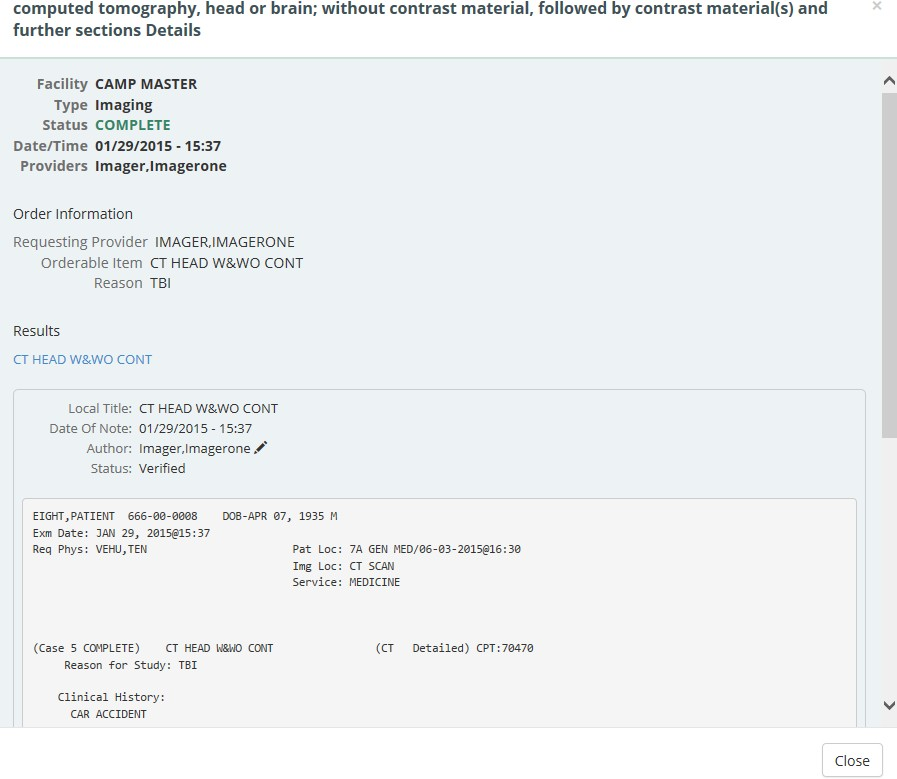 computed tomography, head or brain; without contrast material, followed by contrast material(s) and
further sections Details
×
Facility CAMP MASTER
Type Imaging
Status COMPLETE
Date/Time 01/29/2015 - 15:37
Providers Imager,Imagerone
Order Information
Requesting Provider IMAGER,IMAGERONE
Orderable Item CT HEAD W&WO CONT
Reason TBI
Results
CT HEAD W&WO CONT
Local Title: CT HEAD W&WO CONT
Date Of Note: 01/29/2015 - 15:37
Author: Imager,Imagerone
Status: Verified
EIGHT,PATIENT 666-00-0008 DOB-APR 07, 1935 M
Exm Date: JAN 29, 2015@15:37
Req Phys: VEHU,TEN Pat Loc: 7A GEN MED/06-03-2015@16:30
Img Loc: CT SCAN
Service: MEDICINE
(Case 5 COMPLETE) CT HEAD W&WO CONT (CT Detailed) CPT:70470
Reason for Study: TBI
Clinical History:
CAR ACCIDENT
Close